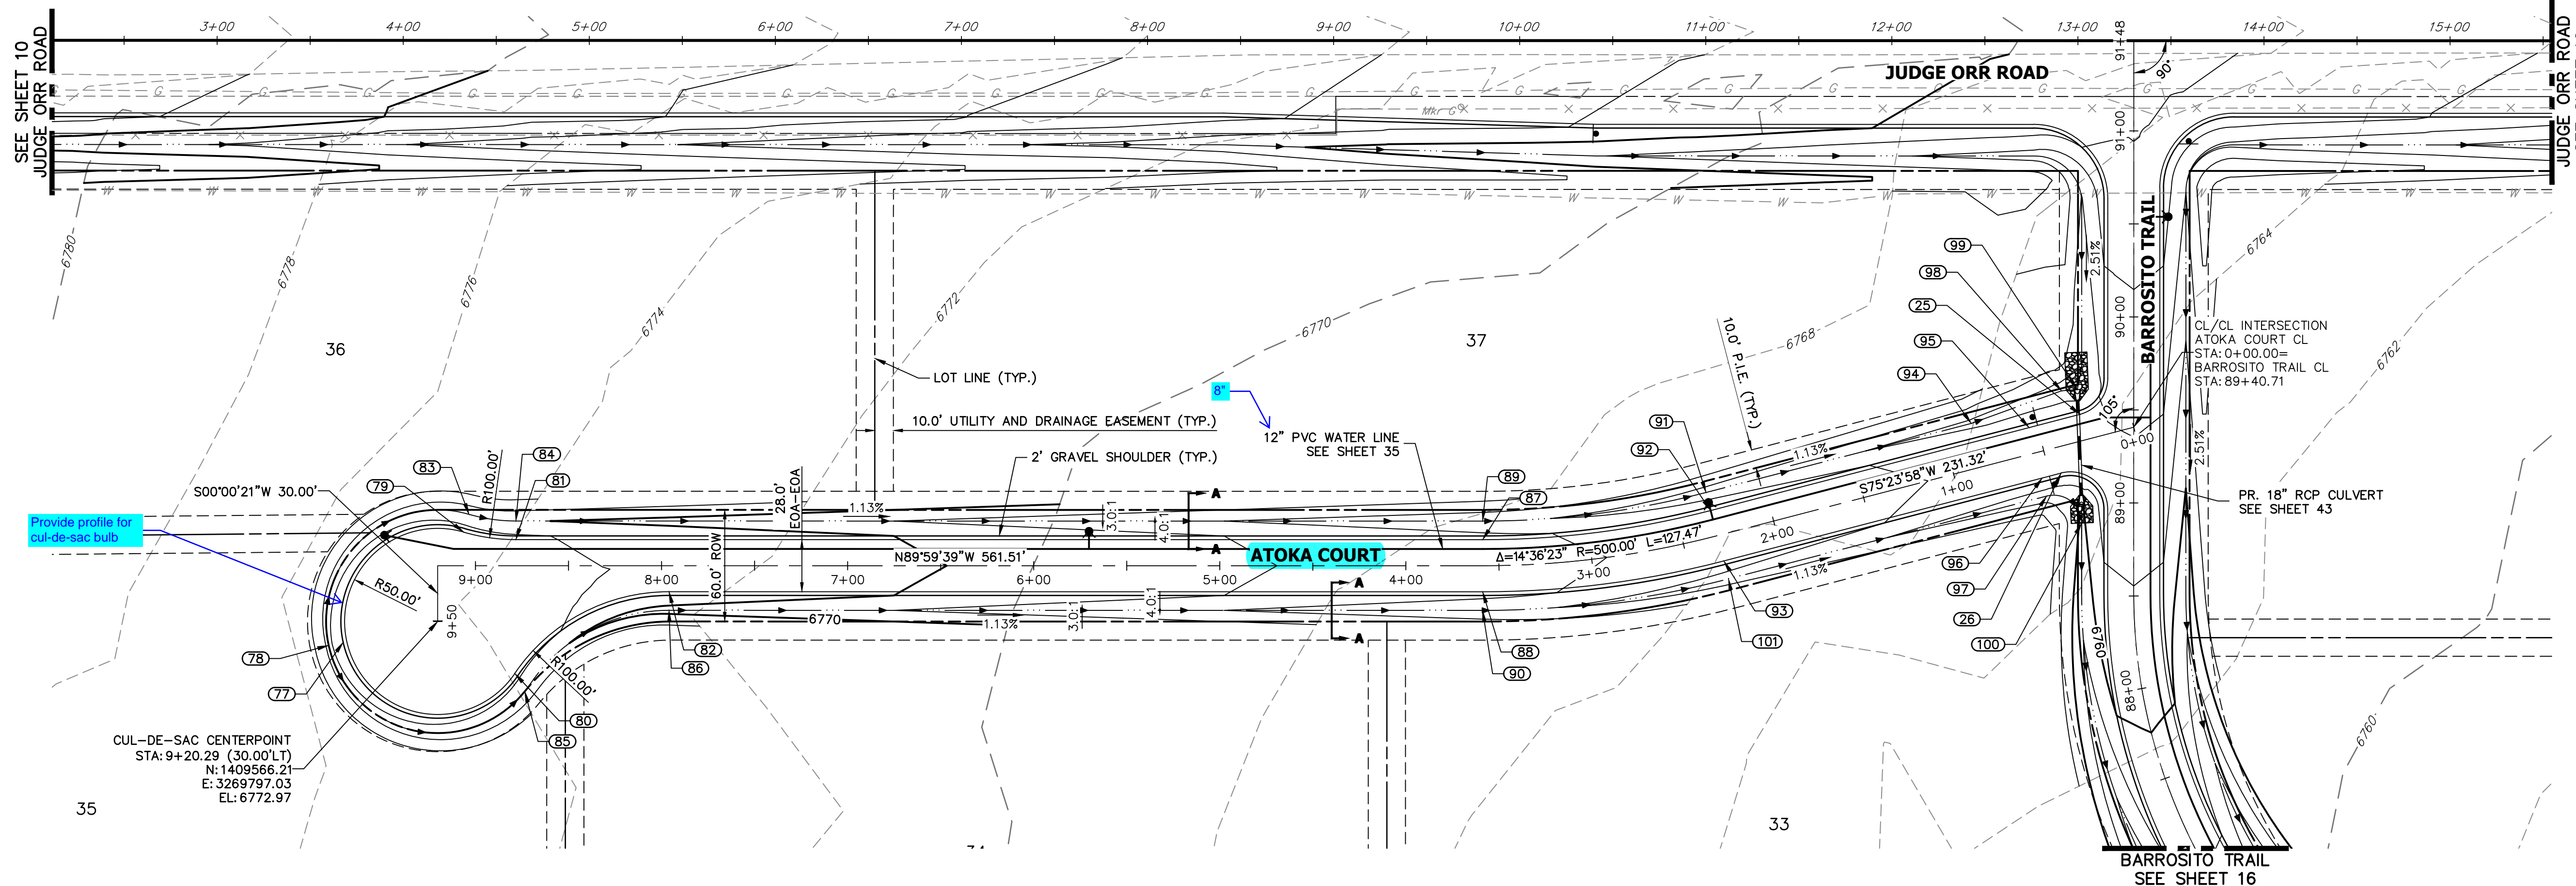 3+00
4+00
5+00
6+00
7+00
8+00
9+00
10+00
11+00
12+00
13+00
14+00
15+00
91+48
90°
SEE SHEET 10
JUDGE ORR ROAD
JUDGE ORR ROAD
JUDGE ORR ROAD
G G G G G G G G G G G G G G G G G G G G G G G G
Mkr G
91+00
W W W W W W W W W W W W W W W W W W W W W W W W
6780
6778
6776
6774
6772
6770
6768
6764
6762
6760
BARROSITO TRAIL
2.51%
2.51%
90+00
99
98
25
95
94
CL/CL INTERSECTION
ATOKA COURT CL
STA: 0+00.00=
BARROSITO TRAIL CL
STA: 89+40.71
36
37
LOT LINE (TYP.)
8"
10.0' P.I.E. (TYP.)
10.0' UTILITY AND DRAINAGE EASEMENT (TYP.)
12" PVC WATER LINE
SEE SHEET 35
91
92
105°
0+00
1.13%
S75°23'58"W 231.32'
1+00
2' GRAVEL SHOULDER (TYP.)
84
83
79
81
R100.00'
S00°00'21"W 30.00'
28.0'
EOA-EOA
89
87
89+00
PR. 18" RCP CULVERT
SEE SHEET 43
1.13%
3.0:1
4.0:1
A
A
Provide profile for
cul-de-sac bulb
60.0' ROW
N89°59'39"W 561.51'
ATOKA COURT
Δ=14°36'23" R=500.00' L=127.47'
2+00
R50.00'
9+00
8+00
7+00
6+00
5+00
4+00
3+00
1.13%
96
97
26
100
93
101
9+50
6770
1.13%
3.0:1
4.0:1
A
A
82
86
88
90
6760
78
77
R100.00'
80
85
88+00
CUL-DE-SAC CENTERPOINT
STA: 9+20.29 (30.00'LT)
N: 1409566.21
E: 3269797.03
EL: 6772.97
35
33
BARROSITO TRAIL
SEE SHEET 16